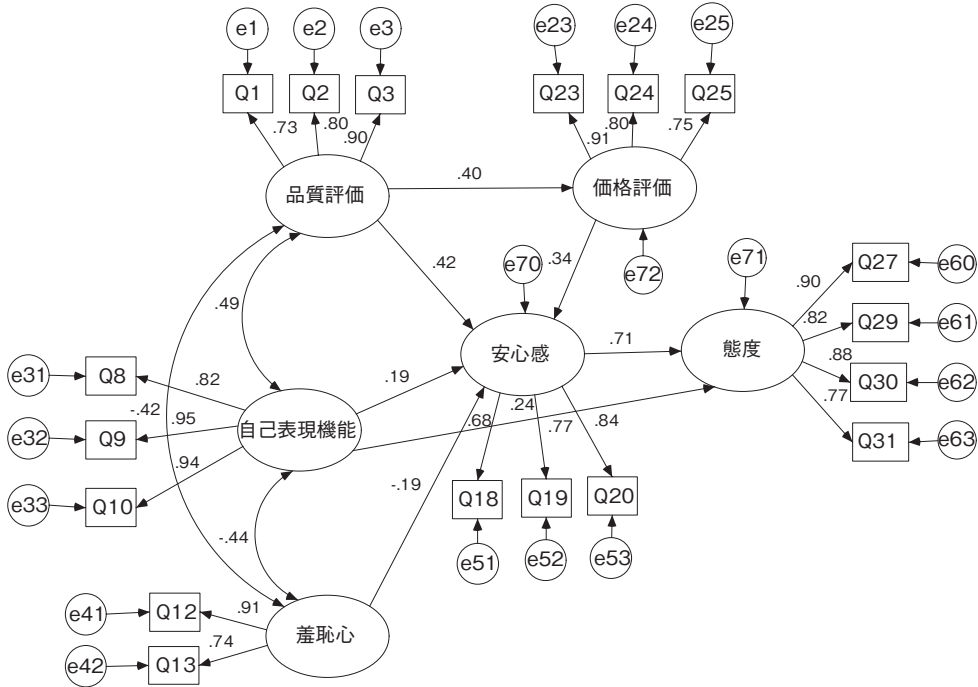 e1
e2
e3
e23
e24
e25
Q1
Q2
Q3
Q23
Q24
Q25
.73
.80
.90
.91
.80
.75
品質評価
.40
価格評価
e70
e72
e71
.42
.34
.49
Q27
e60
.90
Q29
e61
.82
安心感
.71
態度
.88
Q30
e62
.77
Q31
e63
e31
Q8
.82
.19
-.42
.95
e32
Q9
自己表現機能
.68
.24
.77
.84
.94
e33
Q10
-.19
Q18
Q19
Q20
-.44
e51
e52
e53
e41
Q12
.91
羞恥心
e42
Q13
.74